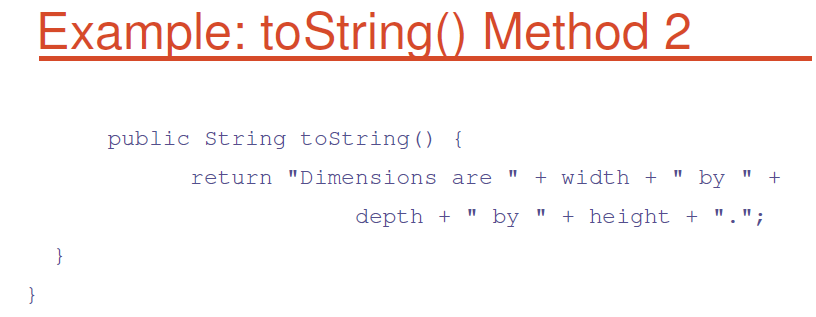 Example: toString() Method 2
public String toString() {
return "Dimensions are " + width + " by " +
depth + " by " + height + ".";
}
}